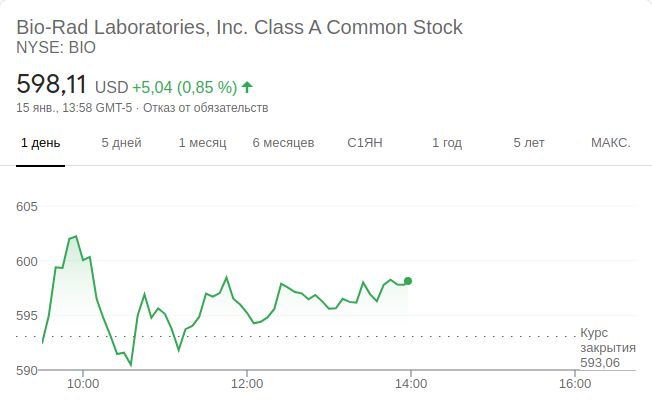 Bio-Rad Laboratories, Inc. Class A Common Stock
NYSE: BIO
598,11 USD +5,04 (0,85 %)
15 янв., 13:58 GMT-5 · Отказ от обязательств
1 день 5 дней 1 месяц 6 месяцев С1ЯН 1 год 5 лет МАКС.
605
600
595
Курс
закрытия
593,06
590
10:00 12:00 14:00 16:00